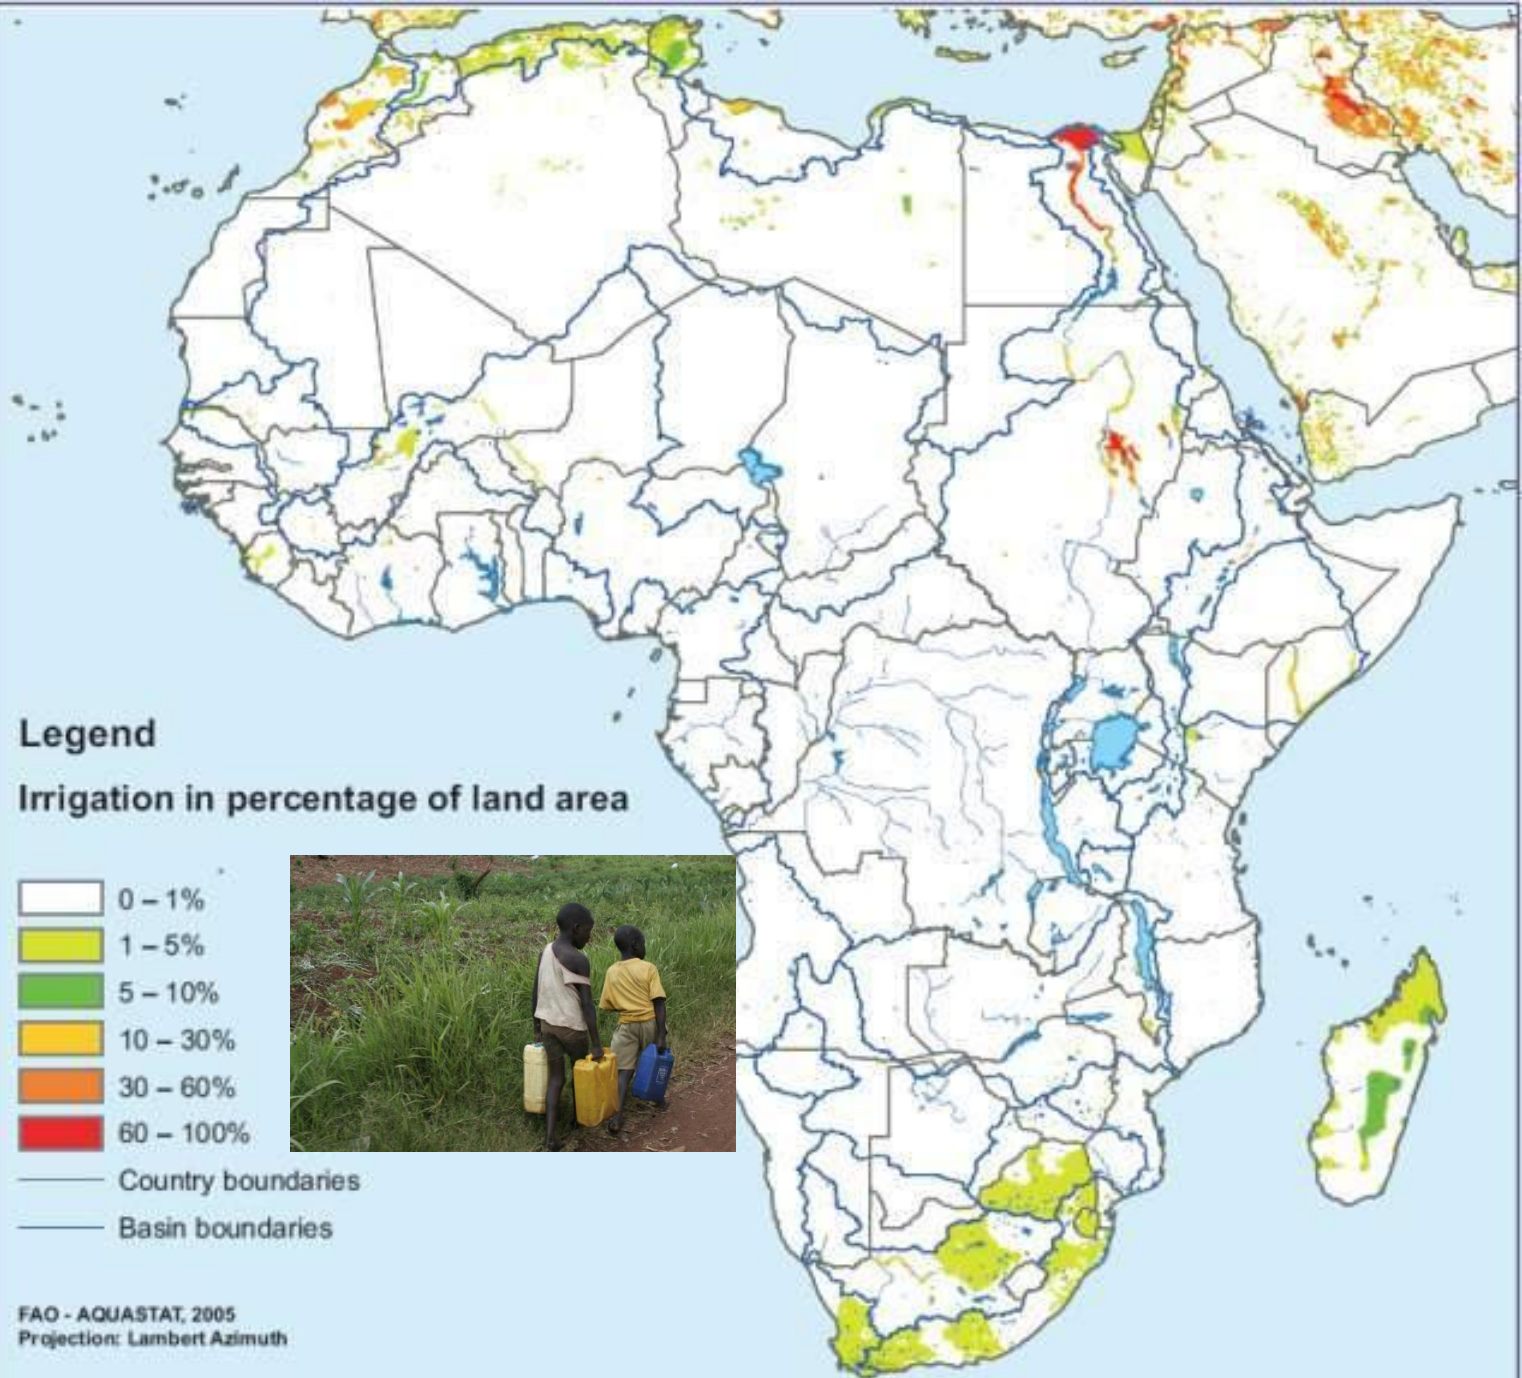 Legend
Irrigation in percentage of land area
0 – 1%
1 – 5%
5 – 10%
10 – 30%
30 – 60%
60 – 100%
Country boundaries
Basin boundaries
FAO - AQUASTAT, 2005
Projection: Lambert Azimuth